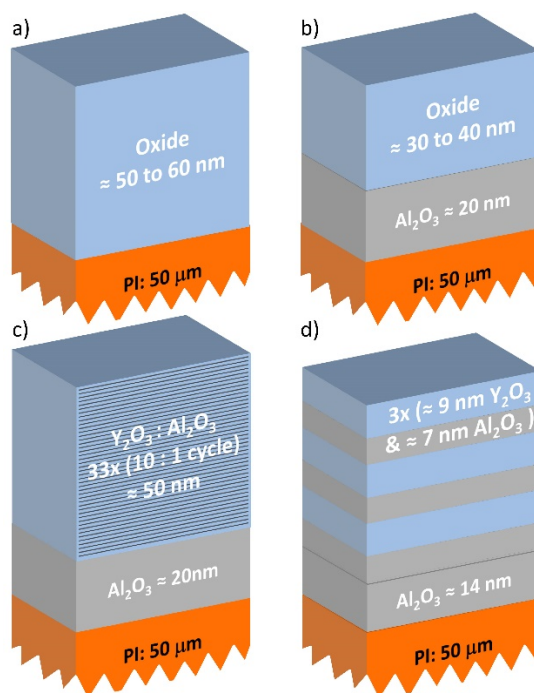 a)
Oxide
≈ 50 to 60 nm
PI: 50 μm
b)
Oxide
≈ 30 to 40 nm
Al₂O₃ ≈ 20 nm
PI: 50 μm
c)
Y₂O₃ : Al₂O₃
33x (10 : 1 cycle)
≈ 50 nm
Al₂O₃ ≈ 20nm
PI: 50 μm
d)
3x (≈ 9 nm Y₂O₃
& ≈ 7 nm Al₂O₃ )
Al₂O₃ ≈ 14 nm
PI: 50 μm